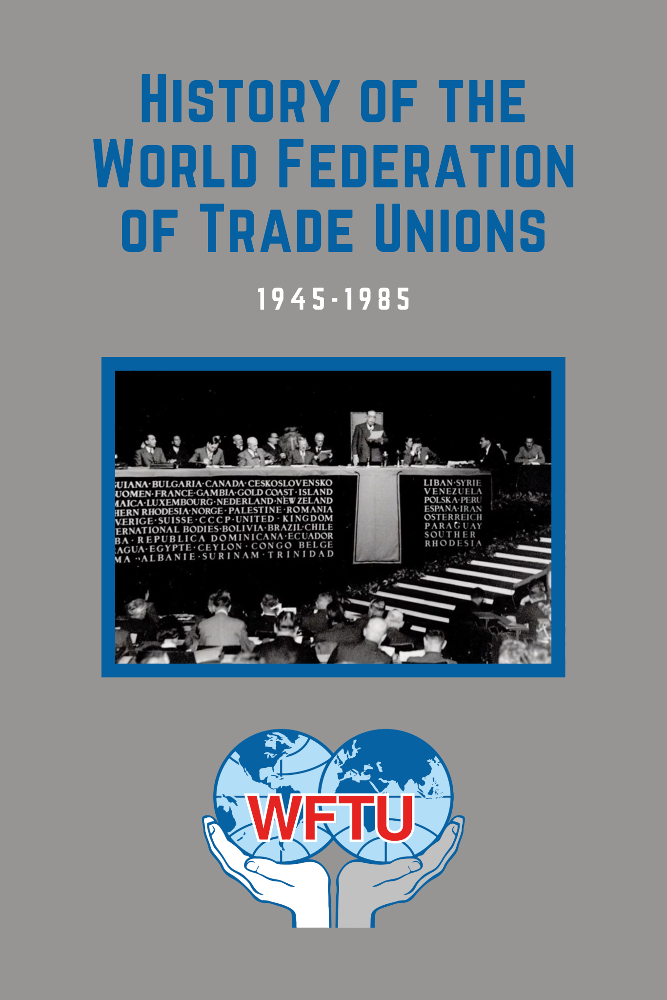 History of the
World Federation
of Trade Unions
1945-1985
UIANA·BULGARIA·CANADA·CESKOSLOVENSKO
UOMEN·FRANCE·GAMBIA·GOLD COAST·ISLAND
MAICA·LUXEMBOURG·NEDERLAND·NEW ZELAND
HERN RHODESIA·NORGE·PALESTINE·ROMANIA
VERIGE·SUISSE·CCCP·UNITED-KINGDOM
ERNATIONAL BODIES·BOLIVIA·BRAZIL·CHILE
BA·REPUBLICA DOMINICANA·ECUADOR
AGUA·EGYPTE·CEYLON·CONGO BELGE
MA·ALBANIE·SURINAM·TRINIDAD
LIBAN·SYRIE
VENEZUELA
POLSKA·PERU
ESPANA·IRAN
OSTERREICH
PARAGUAY
SOUTHER
RHODESIA
WFTU